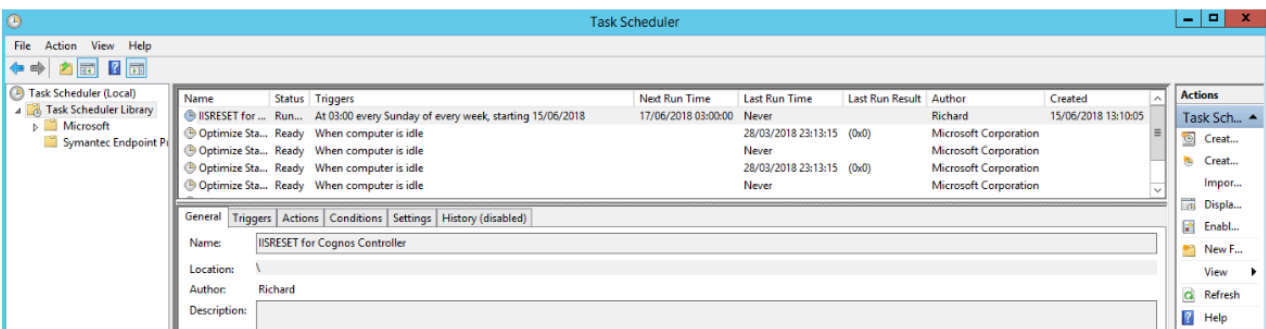 Task Scheduler
File Action View Help
Task Scheduler (Local)
Task Scheduler Library
Microsoft
Symantec Endpoint Pr
Name Status Triggers Next Run Time Last Run Time Last Run Result Author Created
IISRESET for ... Run... At 03:00 every Sunday of every week, starting 15/06/2018 17/06/2018 03:00:00 Never Richard 15/06/2018 13:10:05
Optimize Sta... Ready When computer is idle 28/03/2018 23:13:15 (0x0) Microsoft Corporation
Optimize Sta... Ready When computer is idle Never Microsoft Corporation
Optimize Sta... Ready When computer is idle 28/03/2018 23:13:15 (0x0) Microsoft Corporation
Optimize Sta... Ready When computer is idle Never Microsoft Corporation
General Triggers Actions Conditions Settings History (disabled)
Name: IISRESET for Cognos Controller
Location: \
Author: Richard
Description:
Actions
Task Sch...
Creat...
Creat...
Impor...
Displa...
Enabl...
New F...
View
Refresh
Help